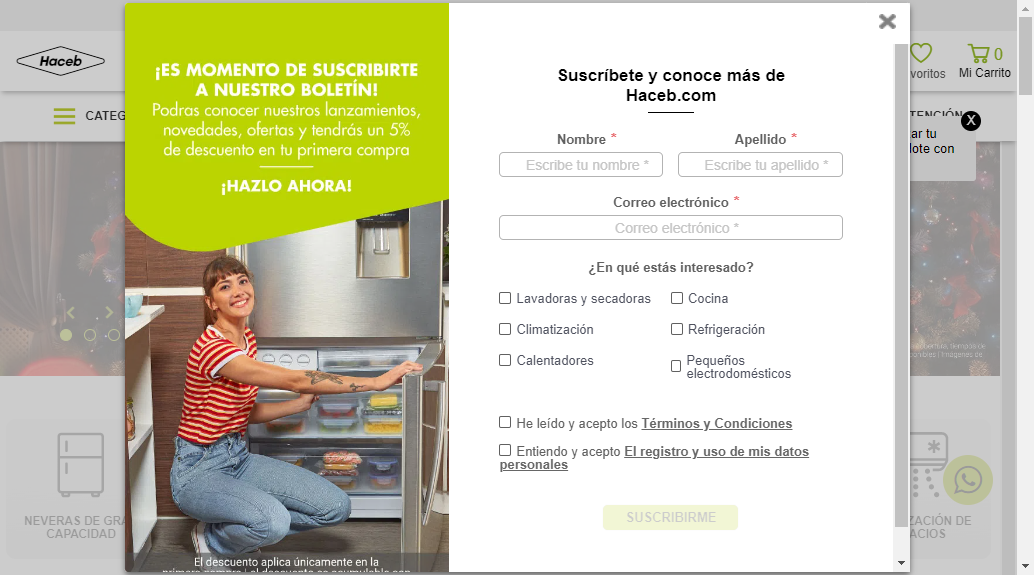 Haceb
CATEG
¡ES MOMENTO DE SUSCRIBIRTE
A NUESTRO BOLETÍN!
Podras conocer nuestros lanzamientos,
novedades, ofertas y tendrás un 5%
de descuento en tu primera compra
¡HAZLO AHORA!
El descuento aplica únicamente en la
Suscríbete y conoce más de
Haceb.com
Nombre *
Apellido *
Escribe tu nombre *
Escribe tu apellido *
Correo electrónico *
Correo electrónico *
¿En qué estás interesado?
Lavadoras y secadoras
Cocina
Climatización
Refrigeración
Calentadores
Pequeños
electrodomésticos
He leído y acepto los Términos y Condiciones
Entiendo y acepto El registro y uso de mis datos
personales
SUSCRIBIRME
voritos
0
Mi Carrito
TENCIÓN
X
ar tu
dote con
NEVERAS DE GRA
CAPACIDAD
ZACIÓN DE
ACIOS